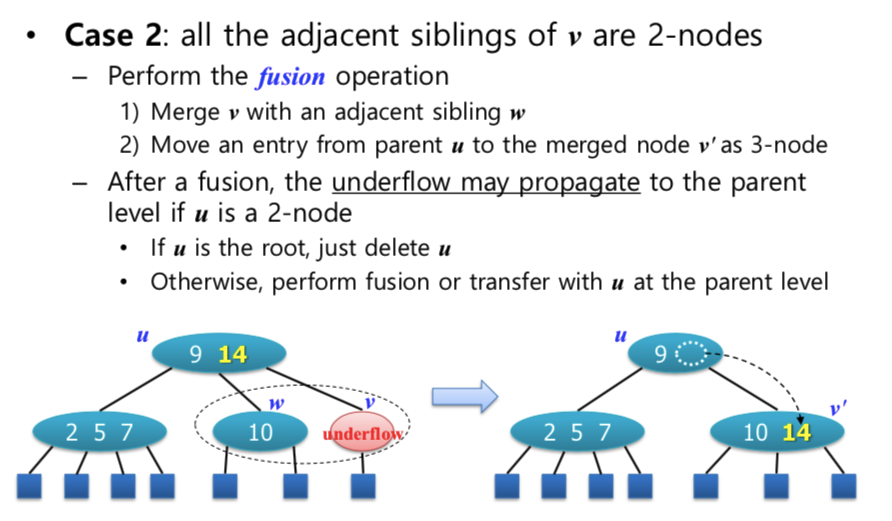 • Case 2: all the adjacent siblings of v are 2-nodes
– Perform the fusion operation
1) Merge v with an adjacent sibling w
2) Move an entry from parent u to the merged node v′ as 3-node
– After a fusion, the underflow may propagate to the parent
level if u is a 2-node
• If u is the root, just delete u
• Otherwise, perform fusion or transfer with u at the parent level
u
9 14
w
v
2 5 7
10
underflow
u
9
v′
2 5 7
10 14